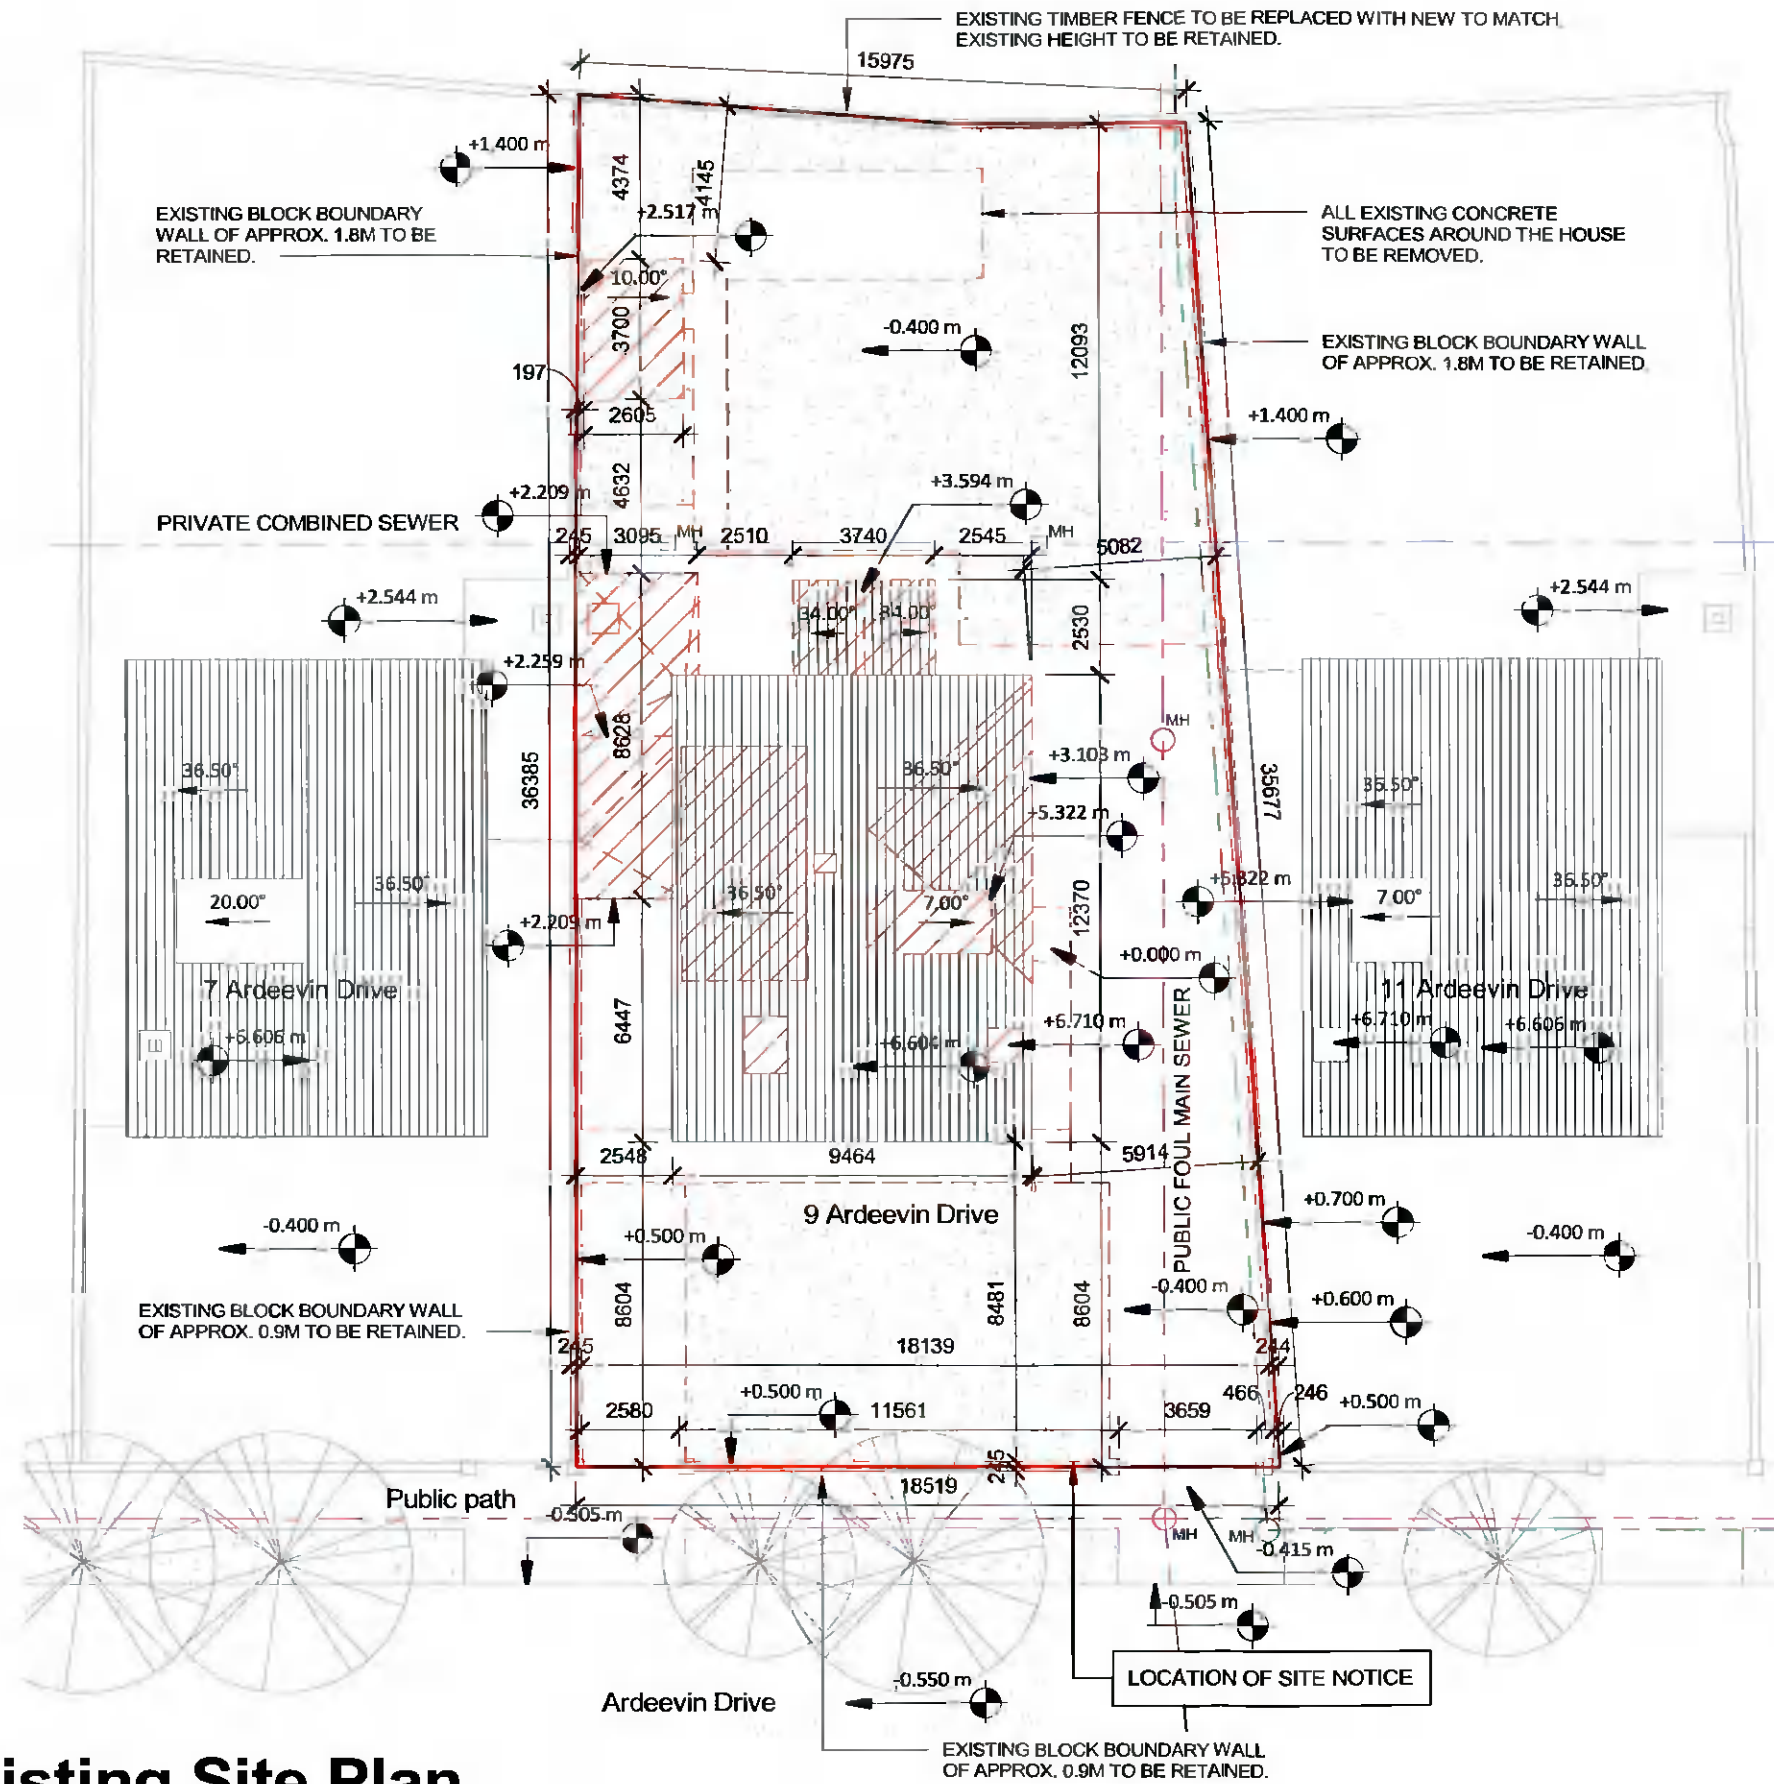 EXISTING TIMBER FENCE TO BE REPLACED WITH NEW TO MATCH
EXISTING HEIGHT TO BE RETAINED.
15975
+1.400 m
4374
4145
+2.517 m
EXISTING BLOCK BOUNDARY
WALL OF APPROX. 1.8M TO BE
RETAINED.
ALL EXISTING CONCRETE
SURFACES AROUND THE HOUSE
TO BE REMOVED.
10.00°
3700
-0.400 m
12093
EXISTING BLOCK BOUNDARY WALL
OF APPROX. 1.8M TO BE RETAINED.
197
2605
+1.400 m
4632
+3.594 m
+2.209 m
PRIVATE COMBINED SEWER
245
3095
MH
2510
3740
2545
MH
5082
+2.544 m
34.00°
34.00°
2530
+2.544 m
+2.259 m
8628
MH
36385
36.50°
36.50°
+3.103 m
35677
36.50°
+5.322 m
36.50°
20.00°
36.50°
7.00°
12370
+5.322 m
7.00°
36.50°
+2.209 m
+0.000 m
7 Ardeevin Drive
11 Ardeevin Drive
6447
+6.606 m
+6.606 m
+6.710 m
+6.710 m
+6.606 m
PUBLIC FOUL MAIN SEWER
2548
9464
5914
9 Ardeevin Drive
+0.700 m
-0.400 m
+0.500 m
-0.400 m
8604
8481
8604
-0.400 m
+0.600 m
EXISTING BLOCK BOUNDARY WALL
OF APPROX. 0.9M TO BE RETAINED.
245
18139
244
+0.500 m
466
246
+0.500 m
2580
11561
3659
245
18519
Public path
-0.505 m
MH
MH
-0.415 m
-0.505 m
LOCATION OF SITE NOTICE
-0.550 m
Ardeevin Drive
EXISTING BLOCK BOUNDARY WALL
OF APPROX. 0.9M TO BE RETAINED.
isting Site Plan